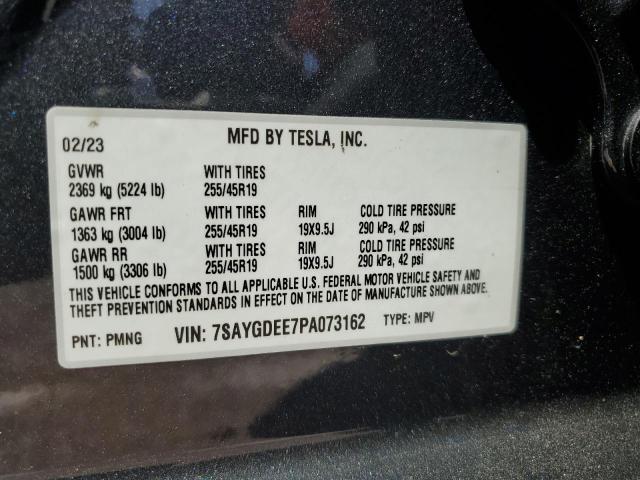 02/23 MFD BY TESLA, INC.
GVWR WITH TIRES
2369 kg (5224 lb) 255/45R19
GAWR FRT WITH TIRES RIM COLD TIRE PRESSURE
1363 kg (3004 lb) 255/45R19 19X9.5J 290 kPa, 42 psi
GAWR RR WITH TIRES RIM COLD TIRE PRESSURE
1500 kg (3306 lb) 255/45R19 19X9.5J 290 kPa, 42 psi
THIS VEHICLE CONFORMS TO ALL APPLICABLE U.S. FEDERAL MOTOR VEHICLE SAFETY AND
THEFT PREVENTION STANDARDS IN EFFECT ON THE DATE OF MANUFACTURE SHOWN ABOVE.
PNT: PMNG VIN: 7SAYGDEE7PA073162 TYPE: MPV